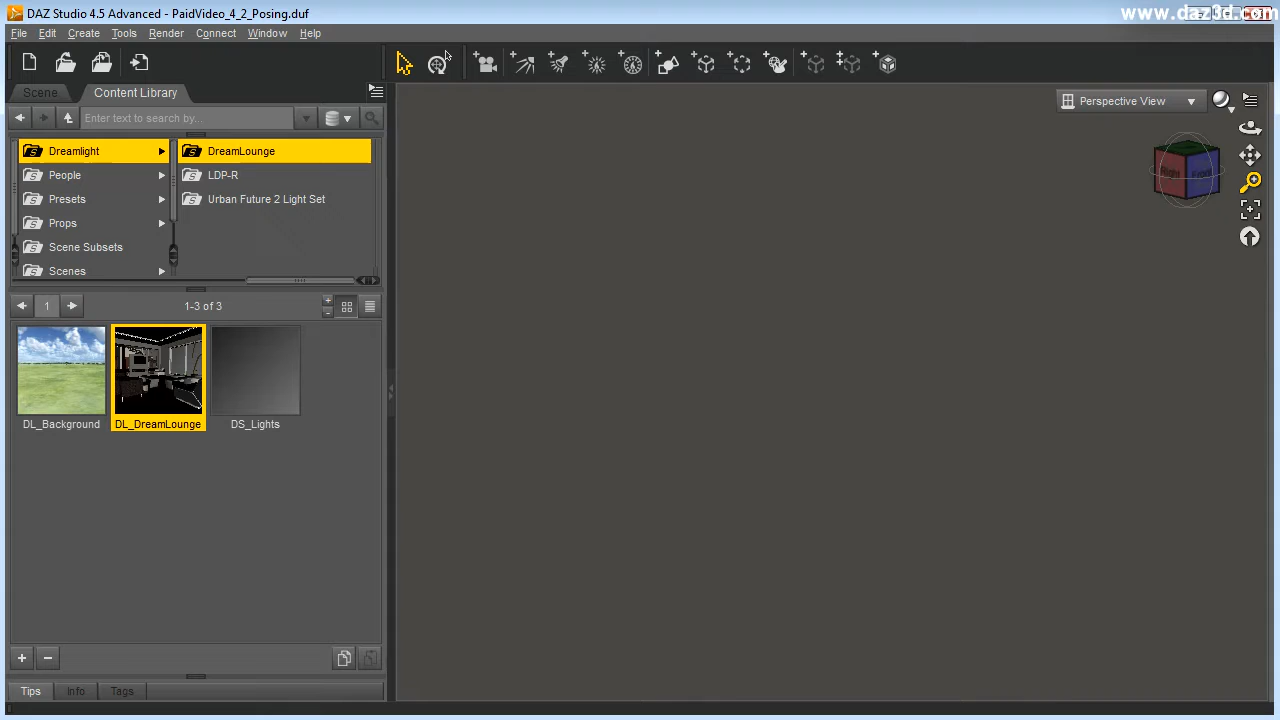 DAZ Studio 4.5 Advanced - PaidVideo_4_2_Posing.duf
www.daz3d.com
File Edit Create Tools Render Connect Window Help
Scene Content Library
Enter text to search by...
Perspective View
Dreamlight DreamLounge
People LDP-R
Presets Urban Future 2 Light Set
Props
Scene Subsets
Scenes
Right Front
1 1-3 of 3
DL_Background DL_DreamLounge DS_Lights
Tips Info Tags